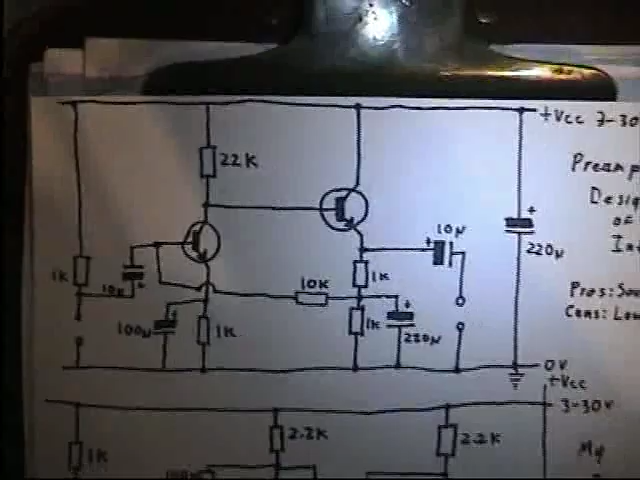 +Vcc 3-30
22K
Preamp
Desig
of
In
10µ
220µ
1K
10µ
10K
1K
Pros: Sou
Cons: Low
100µ
1K
1K
220µ
0V
+Vcc
3-30V
1K
2.2K
2.2K
My